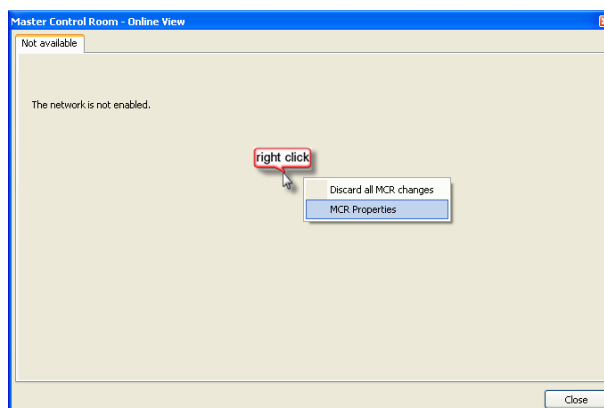 Master Control Room - Online View
Not available
The network is not enabled.
right click
Discard all MCR changes
MCR Properties
Close